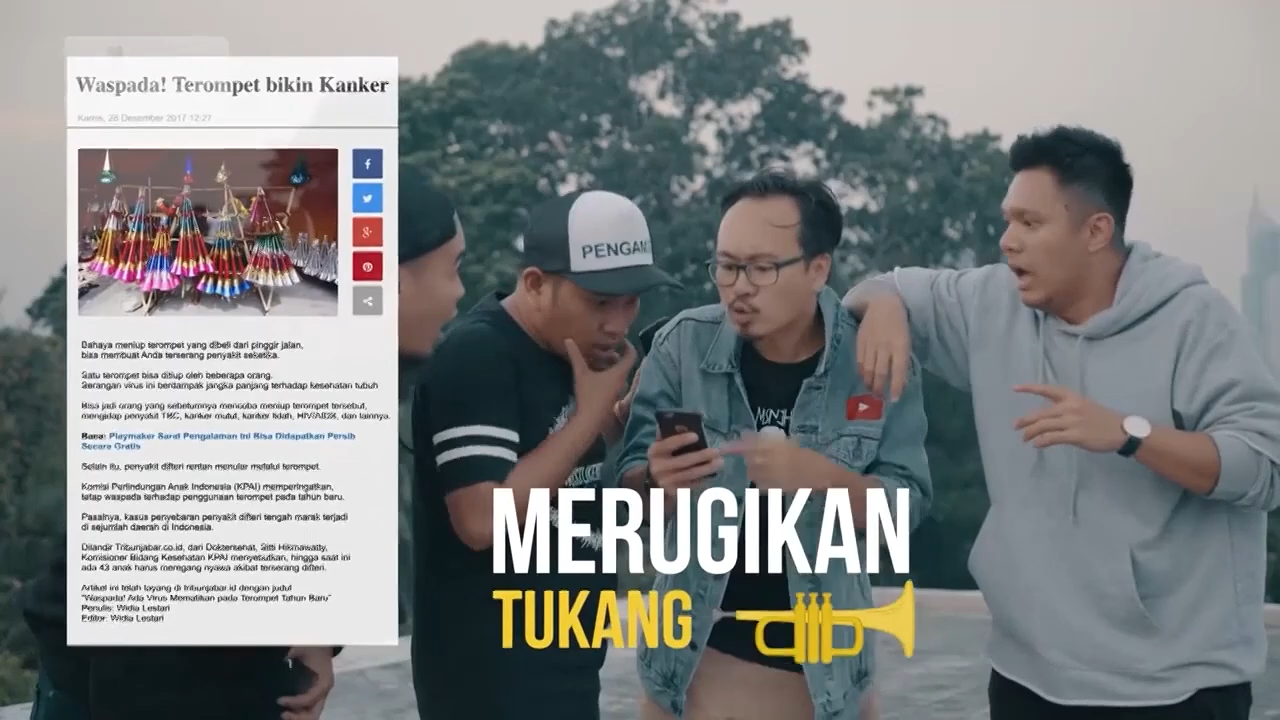 Waspada! Terompet bikin Kanker
Kamis, 28 Desember 2017 12:27
Bahaya meniup terompet yang dibeli dari pinggir jalan,
bisa membuat Anda terserang penyakit seketika.
Satu terompet bisa ditiup oleh beberapa orang.
Serangan virus ini berdampak jangka panjang terhadap kesehatan tubuh
Bisa jadi orang yang sebelumnya mencoba meniup terompet tersebut,
mengidap penyakit TBC, kanker mulut, kanker lidah, HIV/AIDS, dan lainnya.
Baca: Playmaker Sarat Pengalaman Ini Bisa Didapatkan Persib
Secara Gratis
Selain itu, penyakit difteri rentan menular melalui terompet.
Komisi Perlindungan Anak Indonesia (KPAI) memperingatkan,
tetap waspada terhadap penggunaan terompet pada tahun baru.
Pasalnya, kasus penyebaran penyakit difteri tengah marak terjadi
di sejumlah daerah di Indonesia.
Dilandir Tribunjabar.co.id, dari Doktersehat, Sitti Hikmawatty,
Komisioner Bidang Kesehatan KPAI menyebutkan, hingga saat ini
ada 43 anak harus meregang nyawa akibat terserang difteri.
Artikel ini telah tayang di tribunjabar.id dengan judul
"Waspada! Ada Virus Mematikan pada Terompet Tahun Baru"
Penulis: Widia Lestari
Editor: Widia Lestari
PENGAM
MERUGIKAN
TUKANG